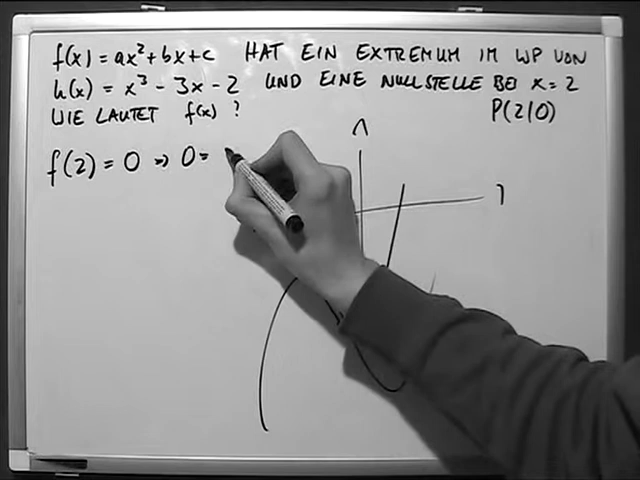 f(x) = ax² + bx + c HAT EIN EXTREMUM IM WP VON
h(x) = x³ - 3x - 2 UND EINE NULLSTELLE BEI x = 2
WIE LAUTET f(x) ? P(2/0)
f(2) = 0 => 0 =